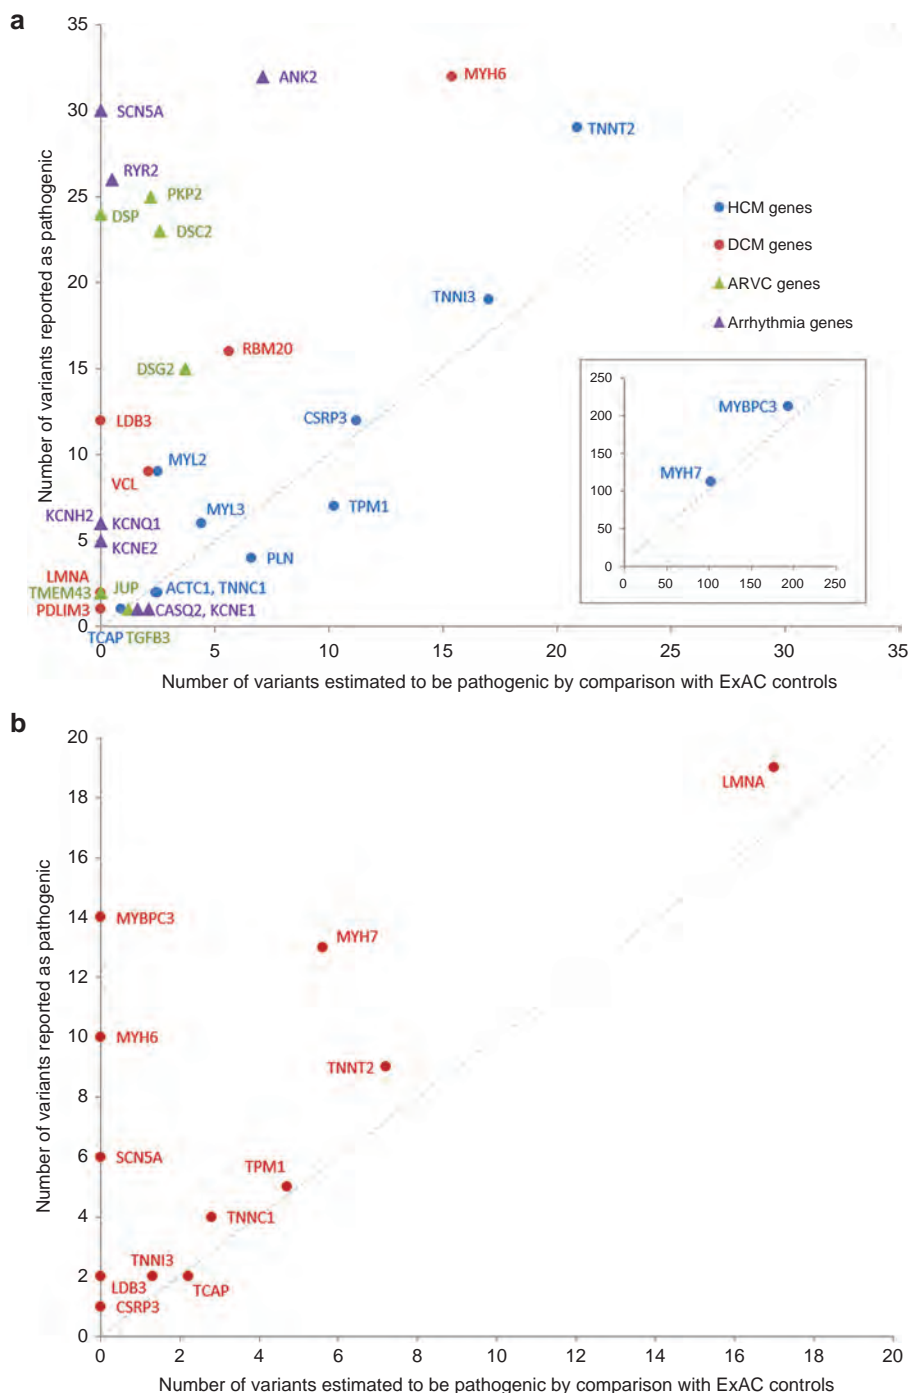 a
35
30
25
20
15
10
5
0
Number of variants reported as pathogenic
ANK2
MYH6
SCN5A
TNNT2
RYR2
PKP2
DSP
DSC2
HCM genes
DCM genes
ARVC genes
Arrhythmia genes
TNNI3
RBM20
DSG2
LDB3
CSRP3
MYL2
VCL
MYL3
TPM1
KCNH2
KCNQ1
KCNE2
PLN
LMNA
TMEM43
JUP
ACTC1, TNNC1
PDLIM3
CASQ2, KCNE1
TCAP
TGFB3
250
200
150
100
50
0
MYBPC3
MYH7
0 50 100 150 200 250
0 5 10 15 20 25 30 35
Number of variants estimated to be pathogenic by comparison with ExAC controls
b
20
18
16
14
12
10
8
6
4
2
0
Number of variants reported as pathogenic
LMNA
MYBPC3
MYH7
MYH6
TNNT2
SCN5A
TPM1
TNNC1
TNNI3
LDB3
TCAP
CSRP3
0 2 4 6 8 10 12 14 16 18 20
Number of variants estimated to be pathogenic by comparison with ExAC controls